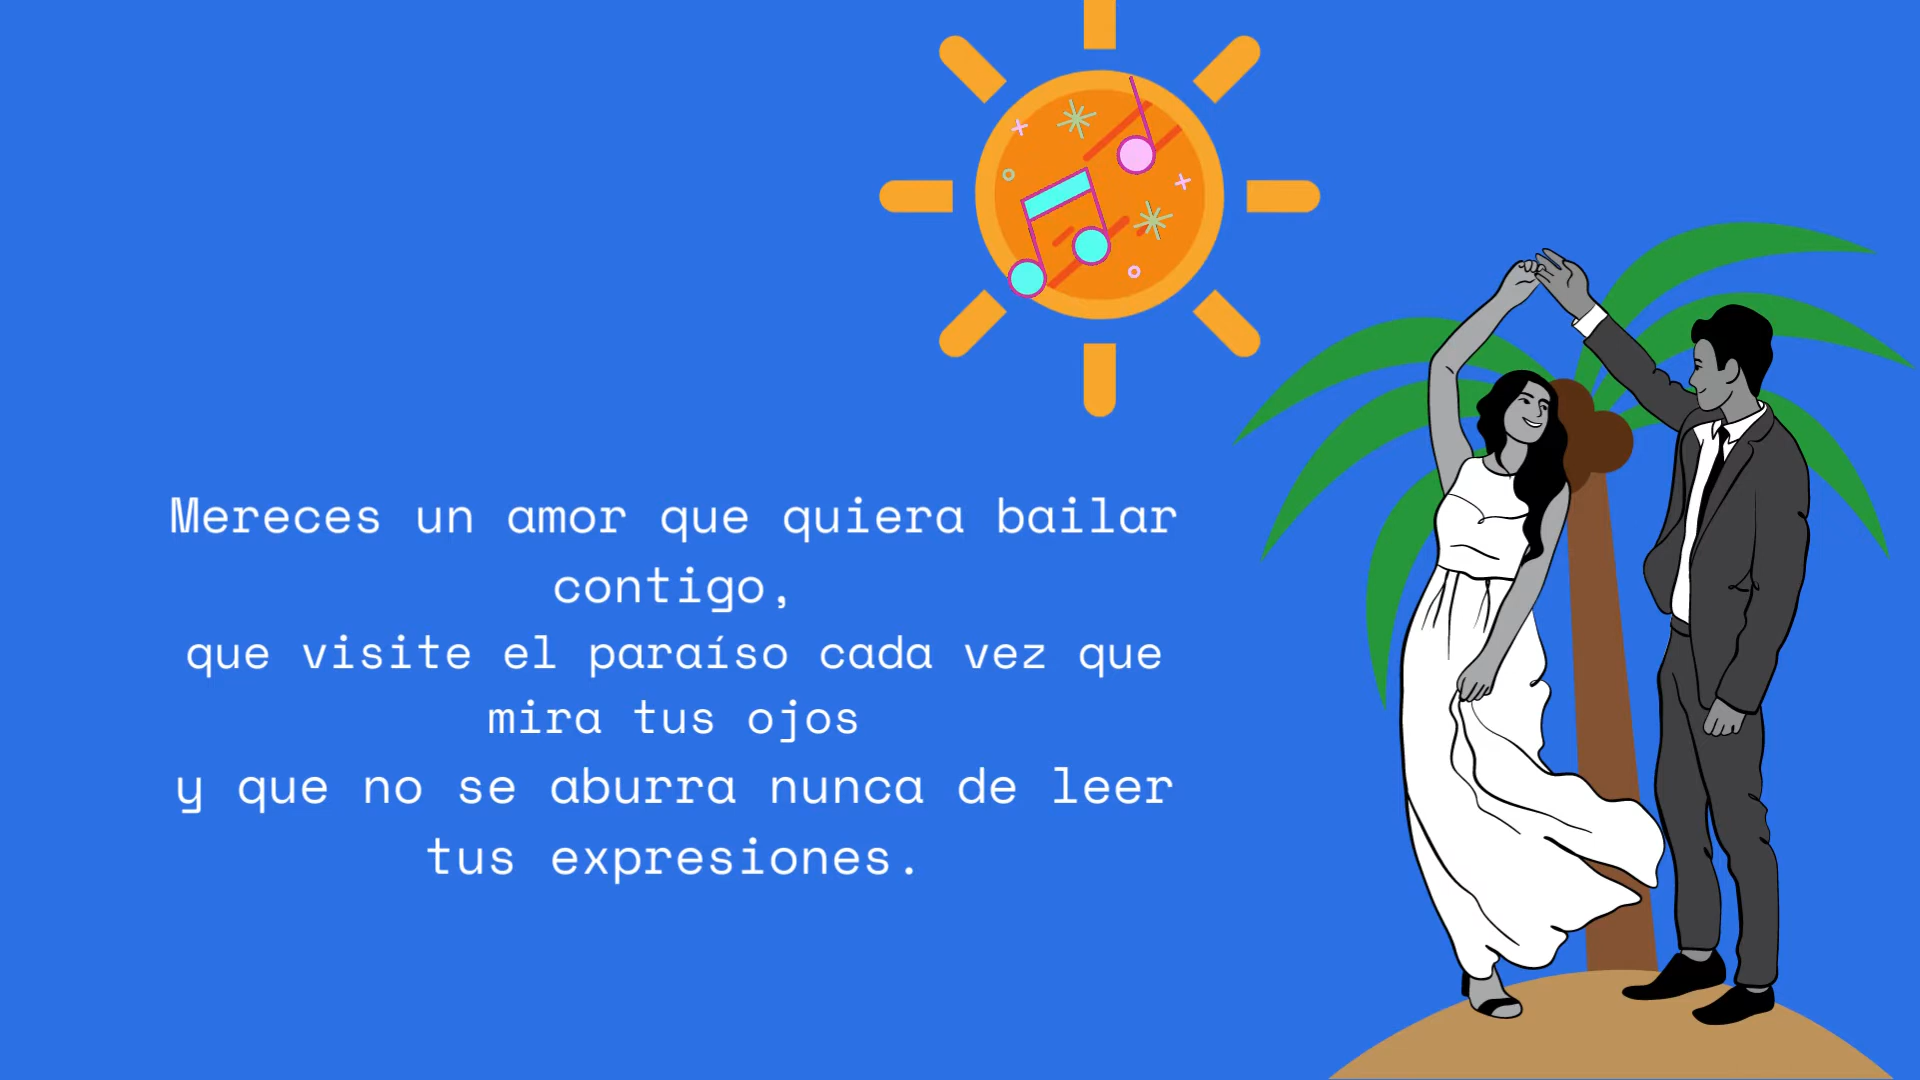 Mereces un amor que quiera bailar
contigo,
que visite el paraíso cada vez que
mira tus ojos
y que no se aburra nunca de leer
tus expresiones.